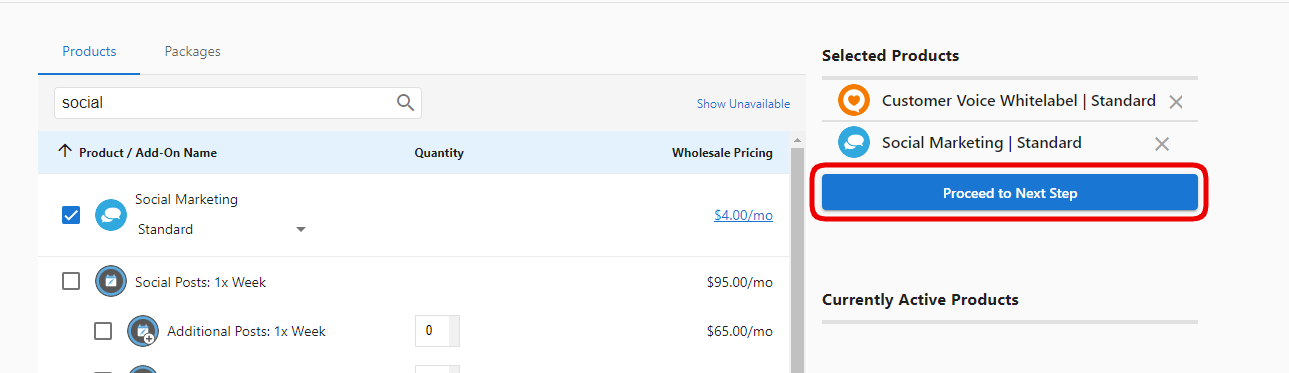 Products Packages
social
Show Unavailable
Product / Add-On Name Quantity Wholesale Pricing
Social Marketing
Standard
$4.00/mo
Social Posts: 1x Week $95.00/mo
Additional Posts: 1x Week 0 $65.00/mo
Selected Products
Customer Voice Whitelabel | Standard
Social Marketing | Standard
Proceed to Next Step
Currently Active Products